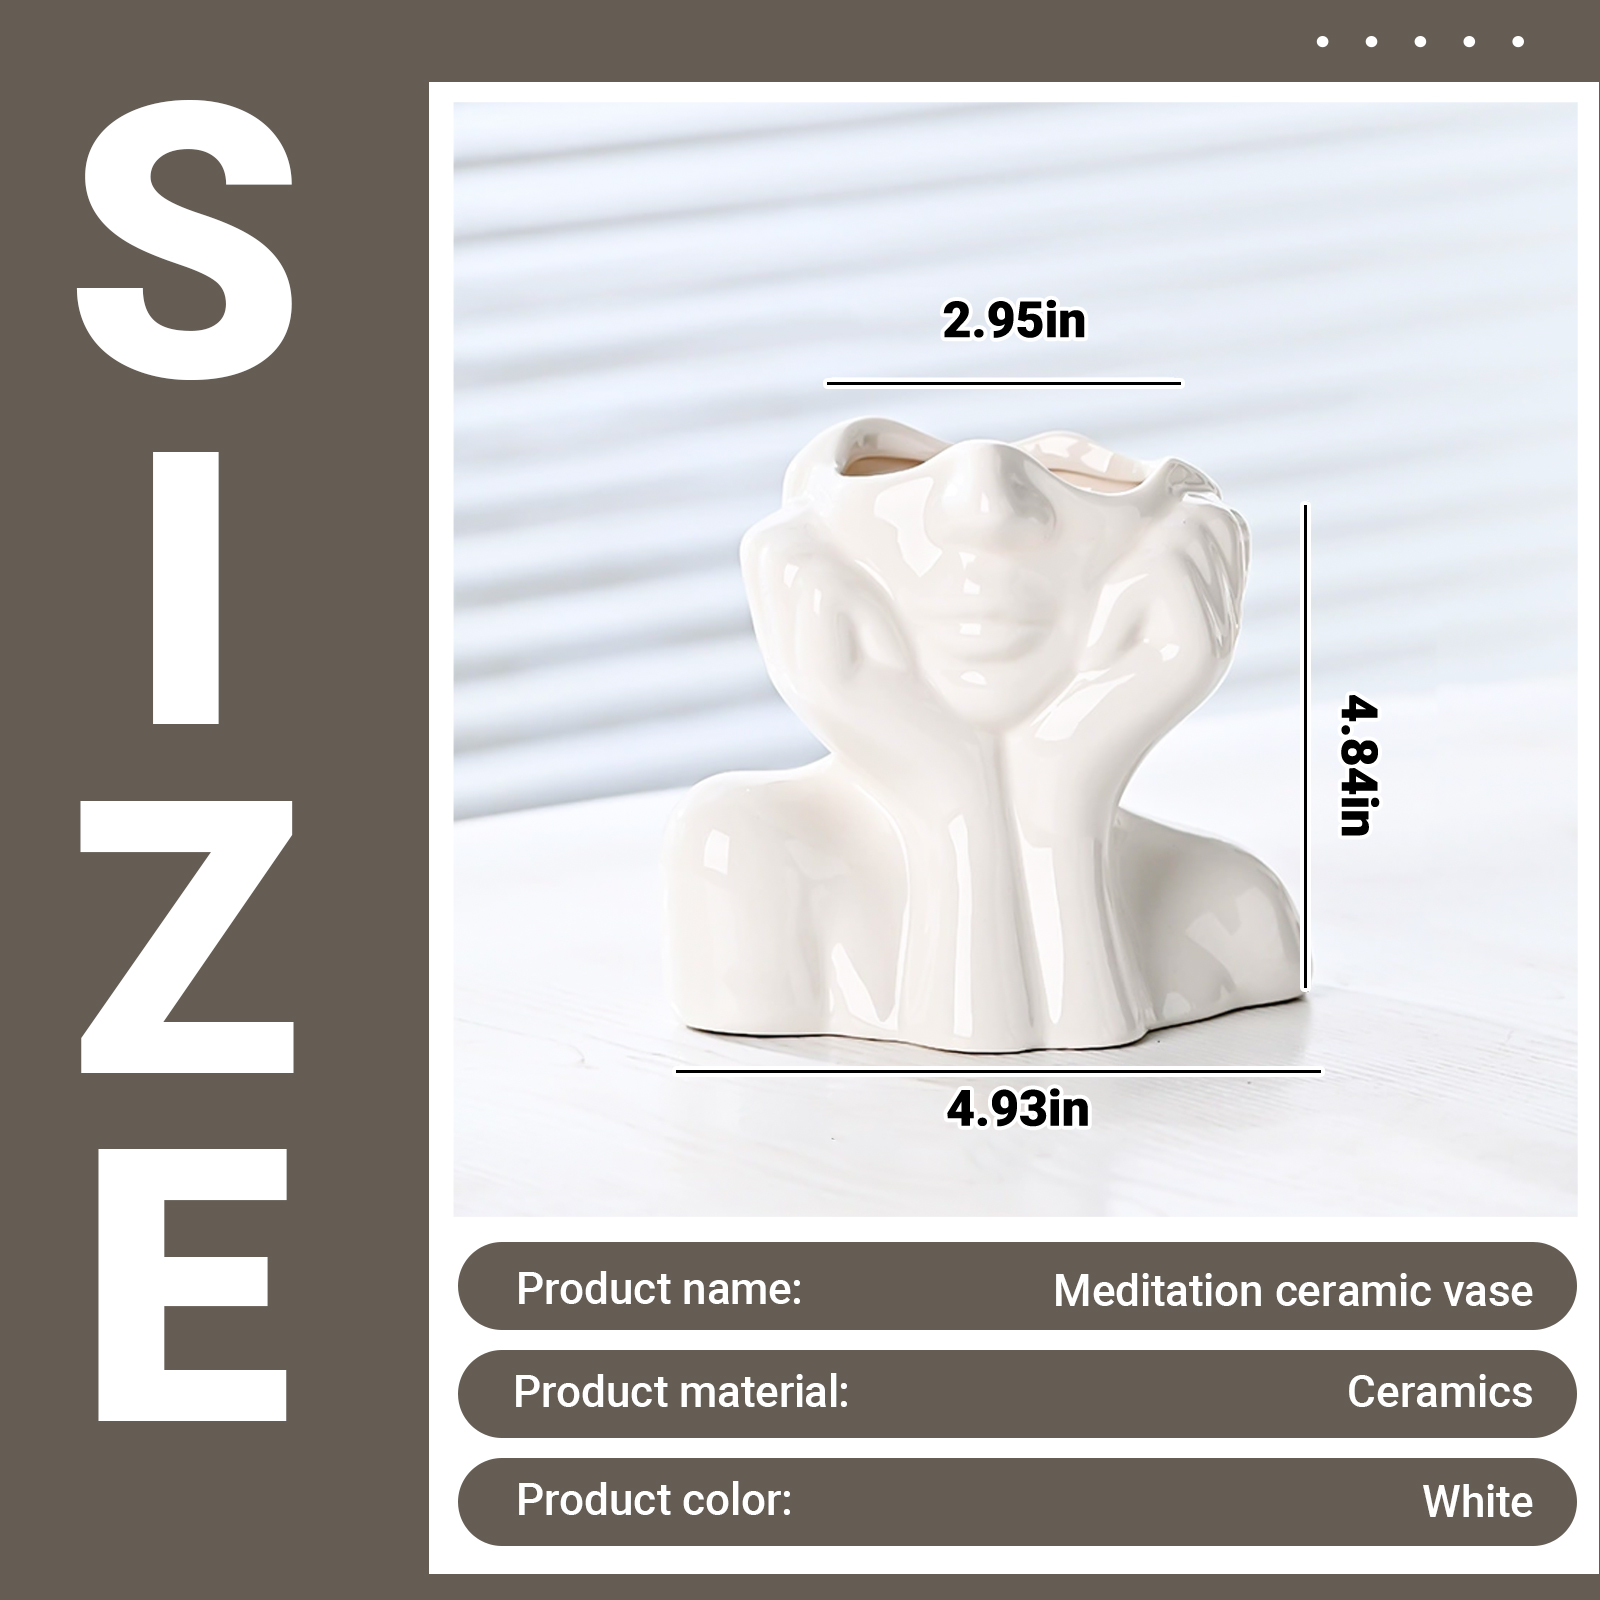 SIZE
2.95in
4.84in
4.93in
Product name: Meditation ceramic vase
Product material: Ceramics
Product color: White